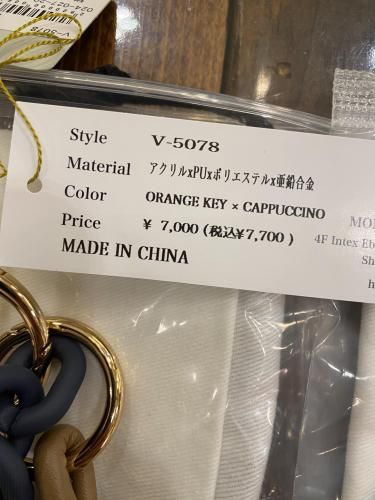 V-5078
Style V-5078
Material アクリルxPUxポリエステルx亜鉛合金
Color ORANGE KEY × CAPPUCCINO
Price ¥ 7,000 (税込¥7,700 )
MADE IN CHINA
4F Intex